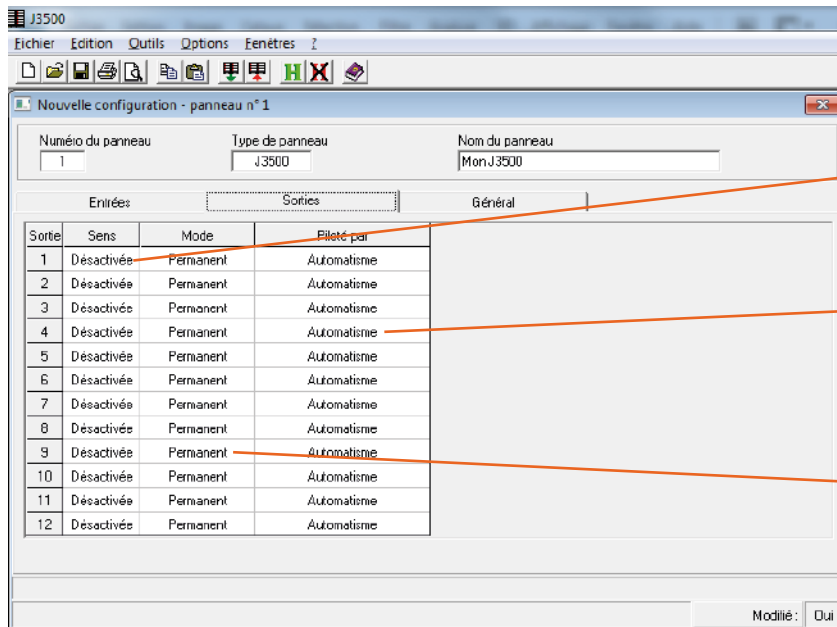 J3500
Fichier Edition Outils Options Fenêtres ?
Nouvelle configuration - panneau n° 1
Numéro du panneau Type de panneau Nom du panneau
1 J3500 Mon J3500
Entrées Sorties Général
Sortie Sens Mode Piloté par
1 Désactivée Permanent Automatisme
2 Désactivée Permanent Automatisme
3 Désactivée Permanent Automatisme
4 Désactivée Permanent Automatisme
5 Désactivée Permanent Automatisme
6 Désactivée Permanent Automatisme
7 Désactivée Permanent Automatisme
8 Désactivée Permanent Automatisme
9 Désactivée Permanent Automatisme
10 Désactivée Permanent Automatisme
11 Désactivée Permanent Automatisme
12 Désactivée Permanent Automatisme
Modifié : Oui